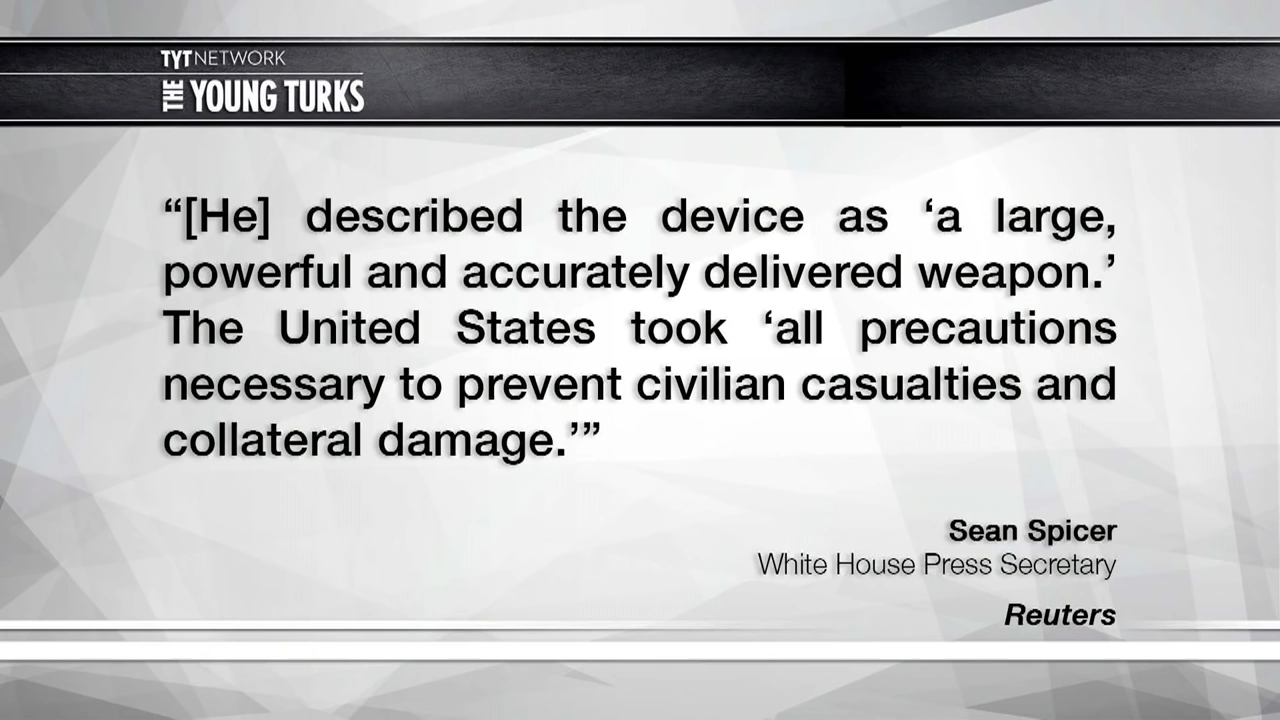 TYT NETWORK
THE YOUNG TURKS
“[He] described the device as ‘a large,
powerful and accurately delivered weapon.’
The United States took ‘all precautions
necessary to prevent civilian casualties and
collateral damage.’”
Sean Spicer
White House Press Secretary
Reuters